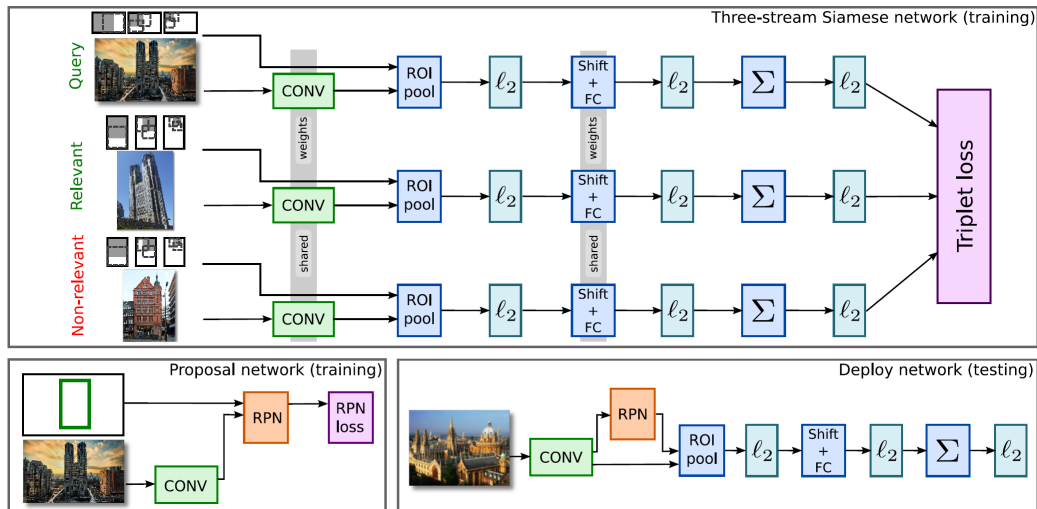 Three-stream Siamese network (training)
Query
CONV
ROI
pool
ℓ2
Shift
+
FC
ℓ2
Σ
ℓ2
weights
weights
Relevant
CONV
ROI
pool
ℓ2
Shift
+
FC
ℓ2
Σ
ℓ2
Triplet loss
shared
shared
Non-relevant
CONV
ROI
pool
ℓ2
Shift
+
FC
ℓ2
Σ
ℓ2
Proposal network (training)
RPN
RPN
loss
CONV
Deploy network (testing)
RPN
CONV
ROI
pool
ℓ2
Shift
+
FC
ℓ2
Σ
ℓ2